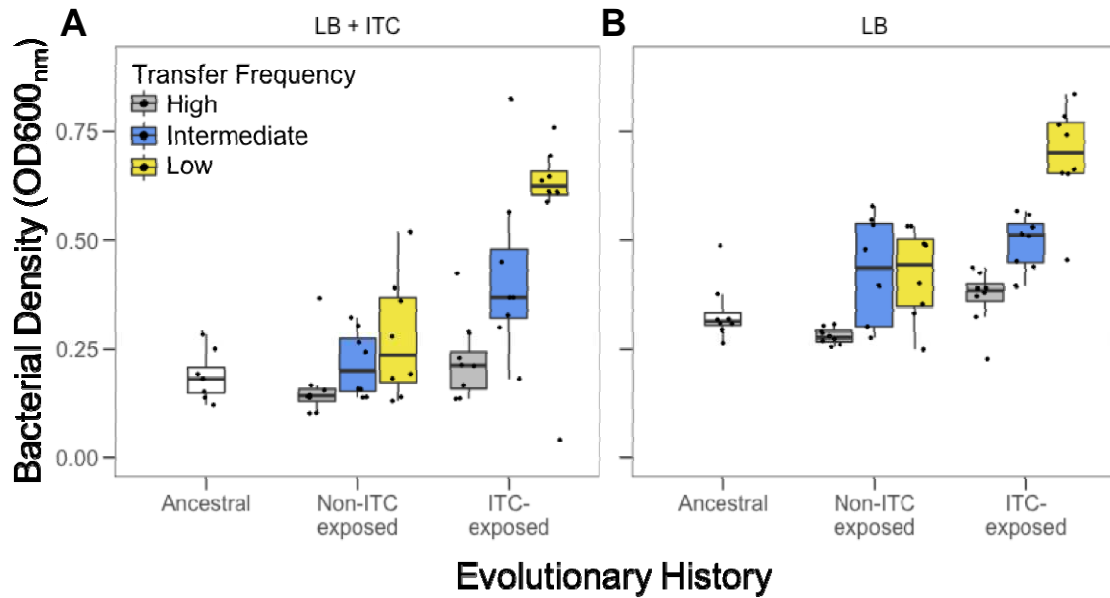 A
LB + ITC
B
LB
Bacterial Density (OD600nm)
Transfer Frequency
High
Intermediate
Low
0.75
0.50
0.25
0.00
Ancestral
Non-ITC
exposed
ITC-
exposed
Ancestral
Non-ITC
exposed
ITC-
exposed
Evolutionary History